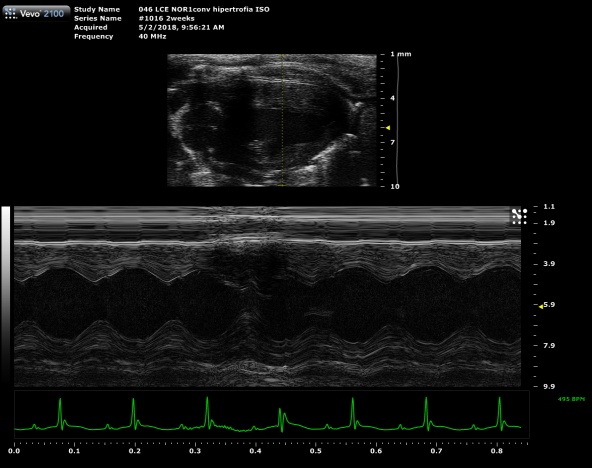 Vevo 2100
Study Name 046 LCE NOR1conv hipertrofia ISO
Series Name #1016 2weeks
Acquired 5/2/2018, 9:56:21 AM
Frequency 40 MHz
1 mm
4
7
10
1.1
1.9
3.9
5.9
7.9
9.9
495 BPM
0.0 0.1 0.2 0.3 0.4 0.5 0.6 0.7 0.8